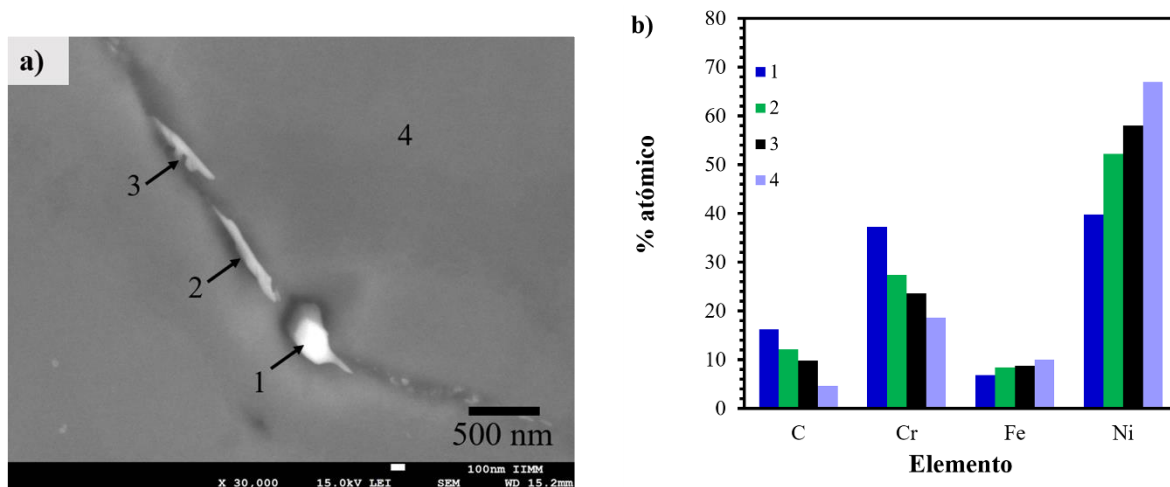 a)
4
3
2
1
500 nm
100nm IIMM
X 30,000 15.0kV LEI SEM WD 15.2mm
b)
80
70
60
50
40
30
20
10
0
% atómico
1
2
3
4
C Cr Fe Ni
Elemento